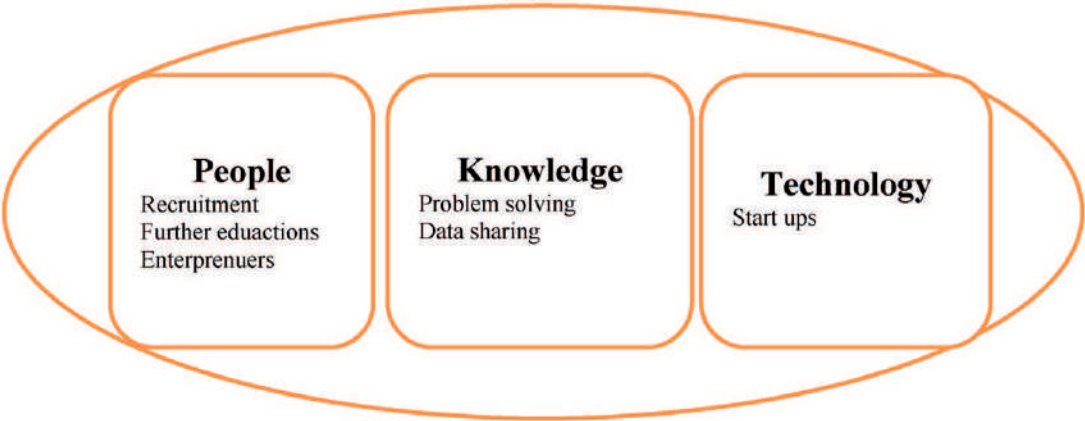 People
Recruitment
Further eduactions
Enterprenuers
Knowledge
Problem solving
Data sharing
Technology
Start ups